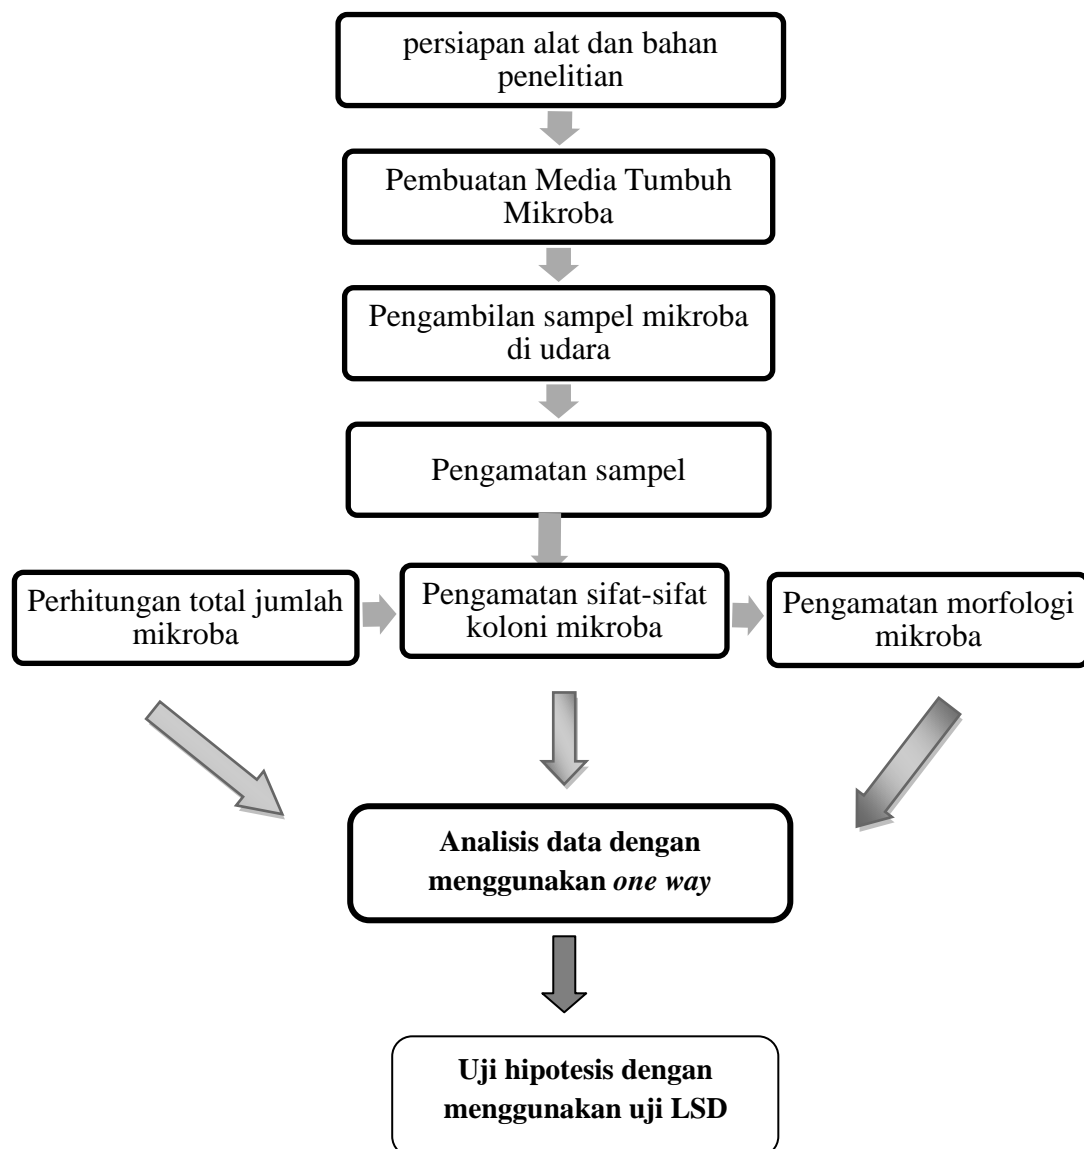 persiapan alat dan bahan
penelitian
Pembuatan Media Tumbuh
Mikroba
Pengambilan sampel mikroba
di udara
Pengamatan sampel
Perhitungan total jumlah
mikroba
Pengamatan sifat-sifat
koloni mikroba
Pengamatan morfologi
mikroba
Analisis data dengan
menggunakan one way
Uji hipotesis dengan
menggunakan uji LSD